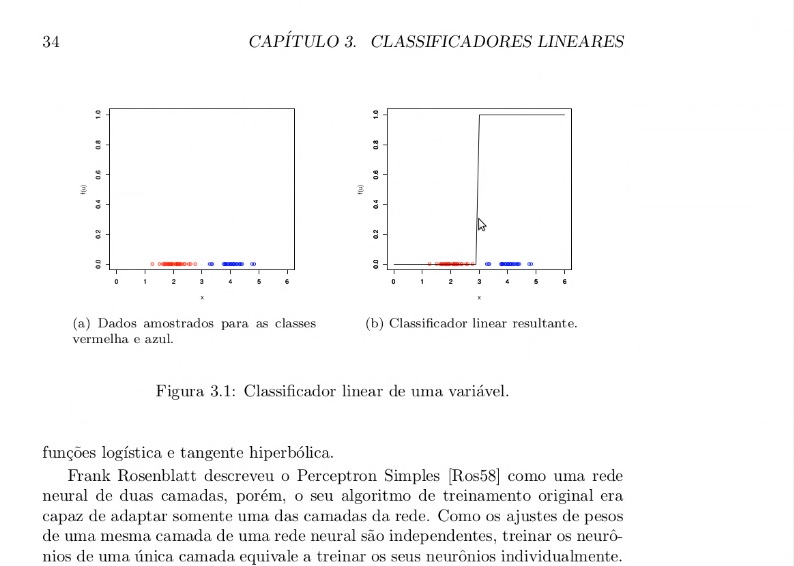 34 CAPÍTULO 3. CLASSIFICADORES LINEARES
1.0
0.8
0.6
0.4
0.2
0.0
f(u)
0 1 2 3 4 5 6
x
1.0
0.8
0.6
0.4
0.2
0.0
f(u)
0 1 2 3 4 5 6
x
(a) Dados amostrados para as classes
vermelha e azul.
(b) Classificador linear resultante.
Figura 3.1: Classificador linear de uma variável.
funções logística e tangente hiperbólica.
Frank Rosenblatt descreveu o Perceptron Simples [Ros58] como uma rede
neural de duas camadas, porém, o seu algoritmo de treinamento original era
capaz de adaptar somente uma das camadas da rede. Como os ajustes de pesos
de uma mesma camada de uma rede neural são independentes, treinar os neurô-
nios de uma única camada equivale a treinar os seus neurônios individualmente.